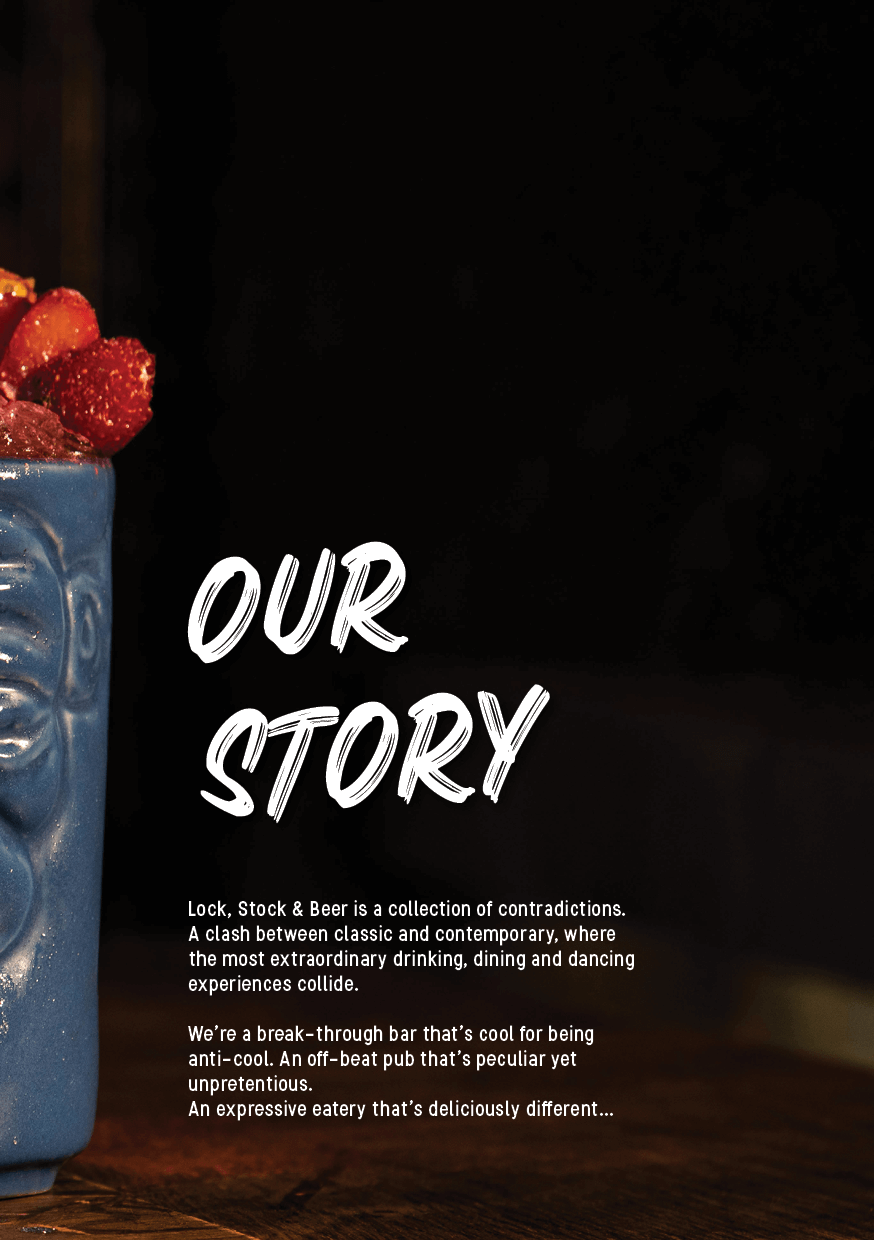 OUR
STORY
Lock, Stock & Beer is a collection of contradictions.
A clash between classic and contemporary, where
the most extraordinary drinking, dining and dancing
experiences collide.
We're a break-through bar that's cool for being
anti-cool. An off-beat pub that's peculiar yet
unpretentious.
An expressive eatery that's deliciously different...